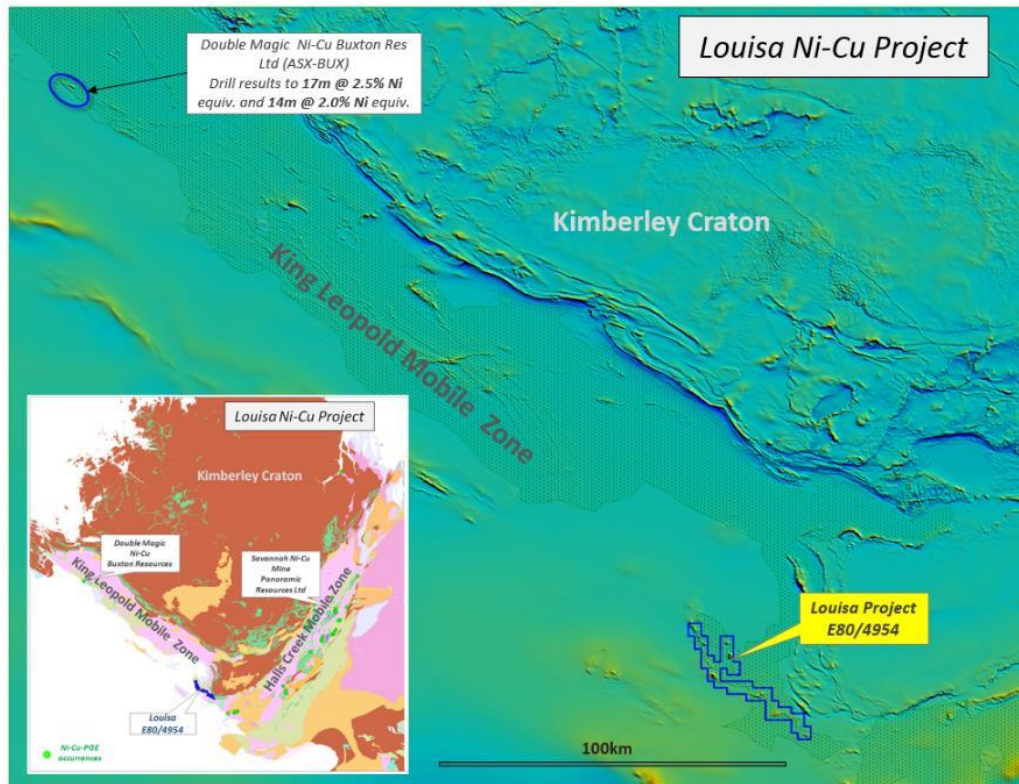 Louisa Ni-Cu Project
Double Magic Ni-Cu Buxton Res
Ltd (ASX-BUX)
Drill results to 17m @ 2.5% Ni
equiv. and 14m @ 2.0% Ni equiv.
Kimberley Craton
King Leopold Mobile Zone
Louisa Project
E80/4954
100km
Louisa Ni-Cu Project
Kimberley Craton
Double Magic
Ni-Cu
Buxton Resources
Savannah Ni-Cu
Mine
Panoramic
Resources Ltd
King Leopold Mobile Zone
Halls Creek Mobile Zone
Louisa
E80/4954
Ni-Cu-PGE
occurrences